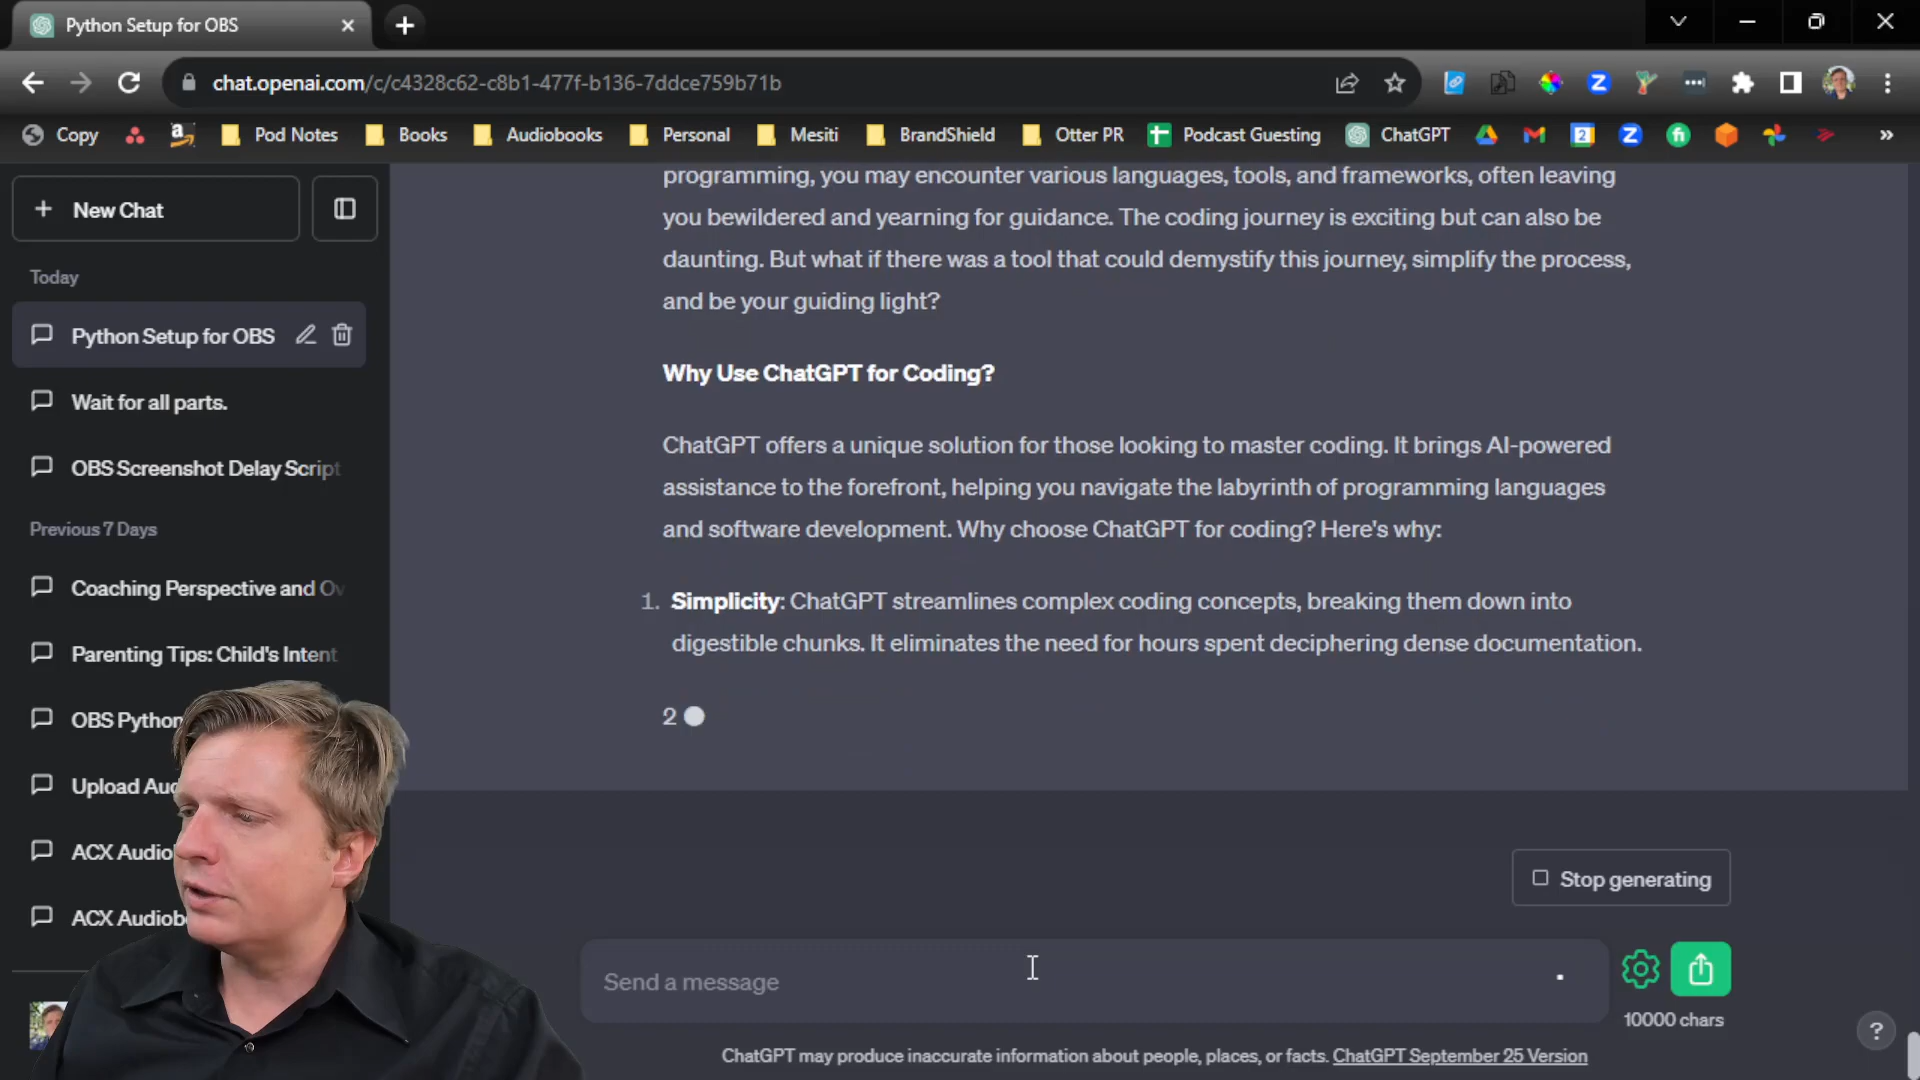 Python Setup for OBS
chat.openai.com/c/c4328c62-c8b1-477f-b136-7ddce759b71b
Copy
Pod Notes
Books
Audiobooks
Personal
Mesiti
BrandShield
Otter PR
Podcast Guesting
ChatGPT
»
New Chat
Today
Python Setup for OBS
Wait for all parts.
OBS Screenshot Delay Script
Previous 7 Days
Coaching Perspective and Ov
Parenting Tips: Child's Intent
OBS Python
Upload Aud
ACX Audiob
ACX Audiob
programming, you may encounter various languages, tools, and frameworks, often leaving
you bewildered and yearning for guidance. The coding journey is exciting but can also be
daunting. But what if there was a tool that could demystify this journey, simplify the process,
and be your guiding light?
Why Use ChatGPT for Coding?
ChatGPT offers a unique solution for those looking to master coding. It brings AI-powered
assistance to the forefront, helping you navigate the labyrinth of programming languages
and software development. Why choose ChatGPT for coding? Here's why:
1. Simplicity: ChatGPT streamlines complex coding concepts, breaking them down into
digestible chunks. It eliminates the need for hours spent deciphering dense documentation.
2
Stop generating
Send a message
10000 chars
?
ChatGPT may produce inaccurate information about people, places, or facts. ChatGPT September 25 Version